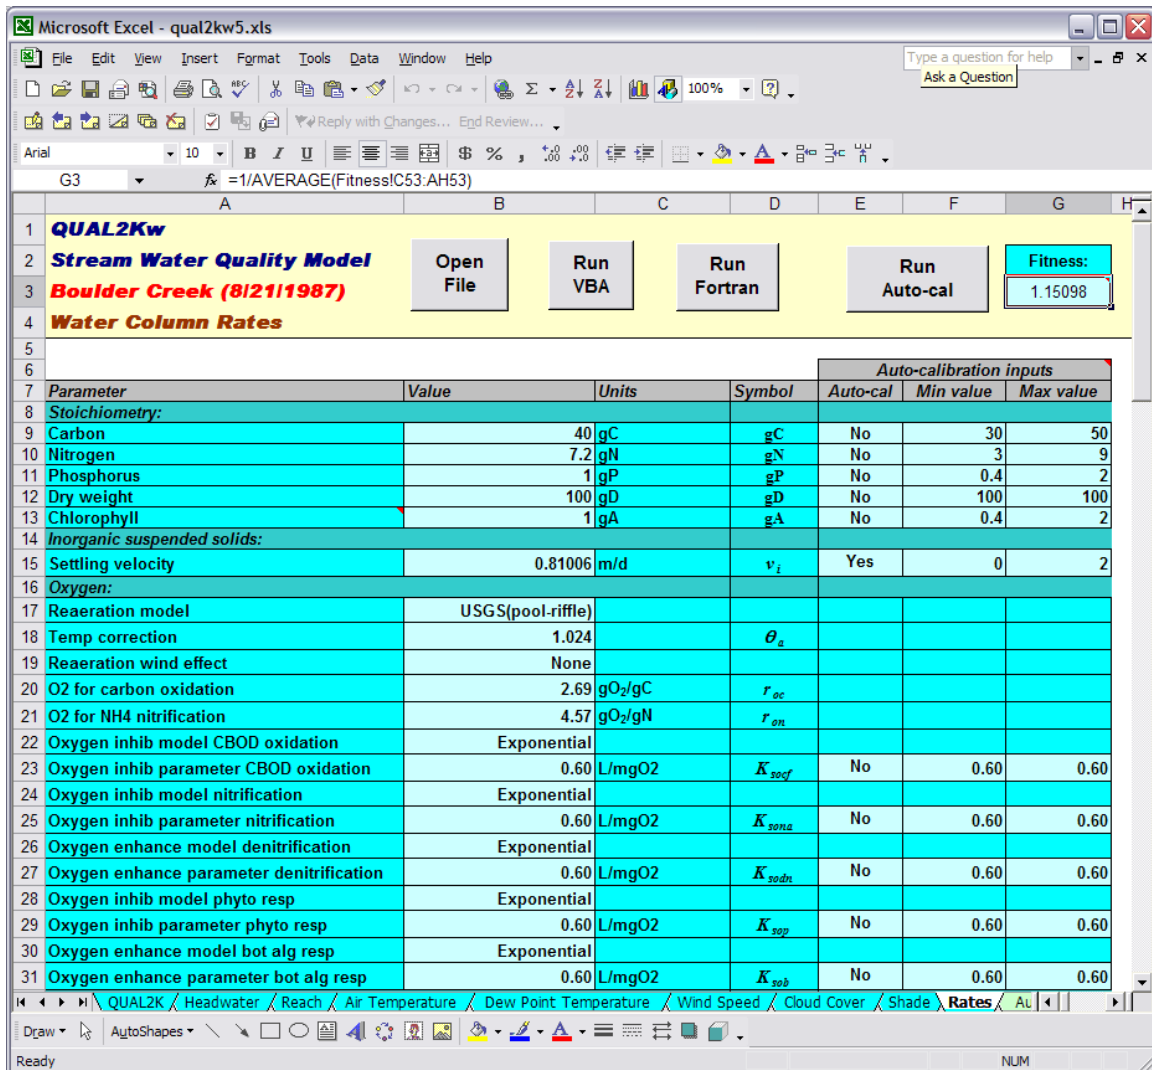 Microsoft Excel - qual2kw5.xls
File Edit View Insert Format Tools Data Window Help Type a question for help
Ask a Question
100%
Reply with Changes... End Review...
Arial 10 B I U $ % ,
G3 fx =1/AVERAGE(Fitness!C53:AH53)
A B C D E F G H
1 QUAL2Kw
2 Stream Water Quality Model Open File Run VBA Run Fortran Run Auto-cal Fitness:
3 Boulder Creek (8/21/1987) 1.15098
4 Water Column Rates
5
6 Auto-calibration inputs
7 Parameter Value Units Symbol Auto-cal Min value Max value
8 Stoichiometry:
9 Carbon 40 gC gC No 30 50
10 Nitrogen 7.2 gN gN No 3 9
11 Phosphorus 1 gP gP No 0.4 2
12 Dry weight 100 gD gD No 100 100
13 Chlorophyll 1 gA gA No 0.4 2
14 Inorganic suspended solids:
15 Settling velocity 0.81006 m/d v i Yes 0 2
16 Oxygen:
17 Reaeration model USGS(pool-riffle)
18 Temp correction 1.024 θ a
19 Reaeration wind effect None
20 O2 for carbon oxidation 2.69 gO₂/gC r oc
21 O2 for NH4 nitrification 4.57 gO₂/gN r on
22 Oxygen inhib model CBOD oxidation Exponential
23 Oxygen inhib parameter CBOD oxidation 0.60 L/mgO2 K socf No 0.60 0.60
24 Oxygen inhib model nitrification Exponential
25 Oxygen inhib parameter nitrification 0.60 L/mgO2 K sona No 0.60 0.60
26 Oxygen enhance model denitrification Exponential
27 Oxygen enhance parameter denitrification 0.60 L/mgO2 K sodn No 0.60 0.60
28 Oxygen inhib model phyto resp Exponential
29 Oxygen inhib parameter phyto resp 0.60 L/mgO2 K sop No 0.60 0.60
30 Oxygen enhance model bot alg resp Exponential
31 Oxygen enhance parameter bot alg resp 0.60 L/mgO2 K sob No 0.60 0.60
QUAL2K / Headwater / Reach / Air Temperature / Dew Point Temperature / Wind Speed / Cloud Cover / Shade \ Rates / Au
Draw AutoShapes
Ready NUM